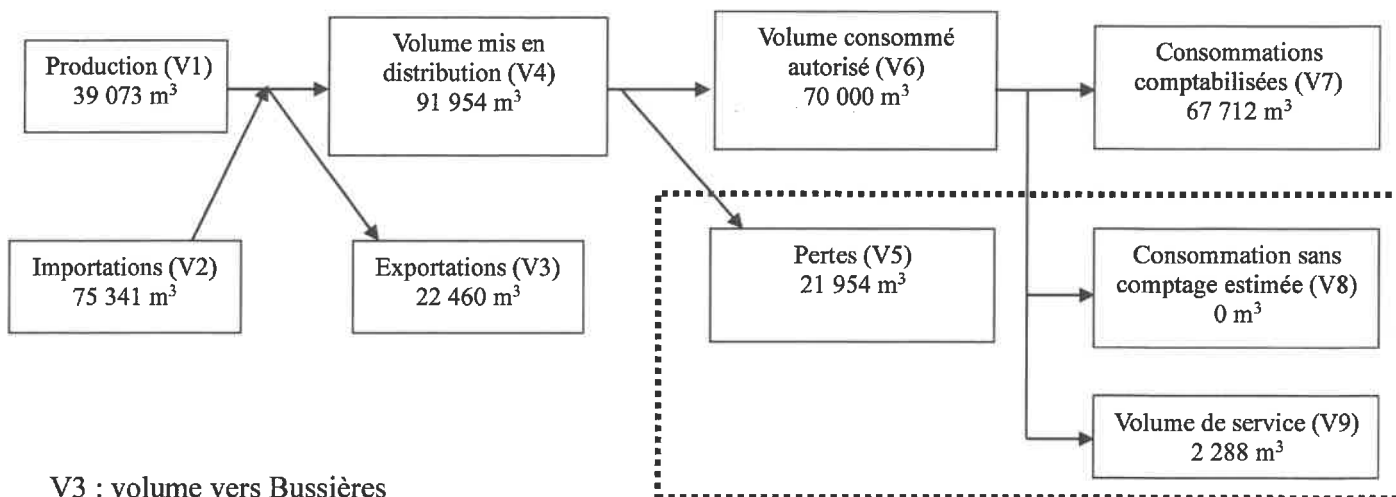 Production (V1)
39 073 m³
Volume mis en
distribution (V4)
91 954 m³
Volume consommé
autorisé (V6)
70 000 m³
Consommations
comptabilisées (V7)
67 712 m³
Importations (V2)
75 341 m³
Exportations (V3)
22 460 m³
Pertes (V5)
21 954 m³
Consommation sans
comptage estimée (V8)
0 m³
Volume de service (V9)
2 288 m³
V3 : volume vers Bussières